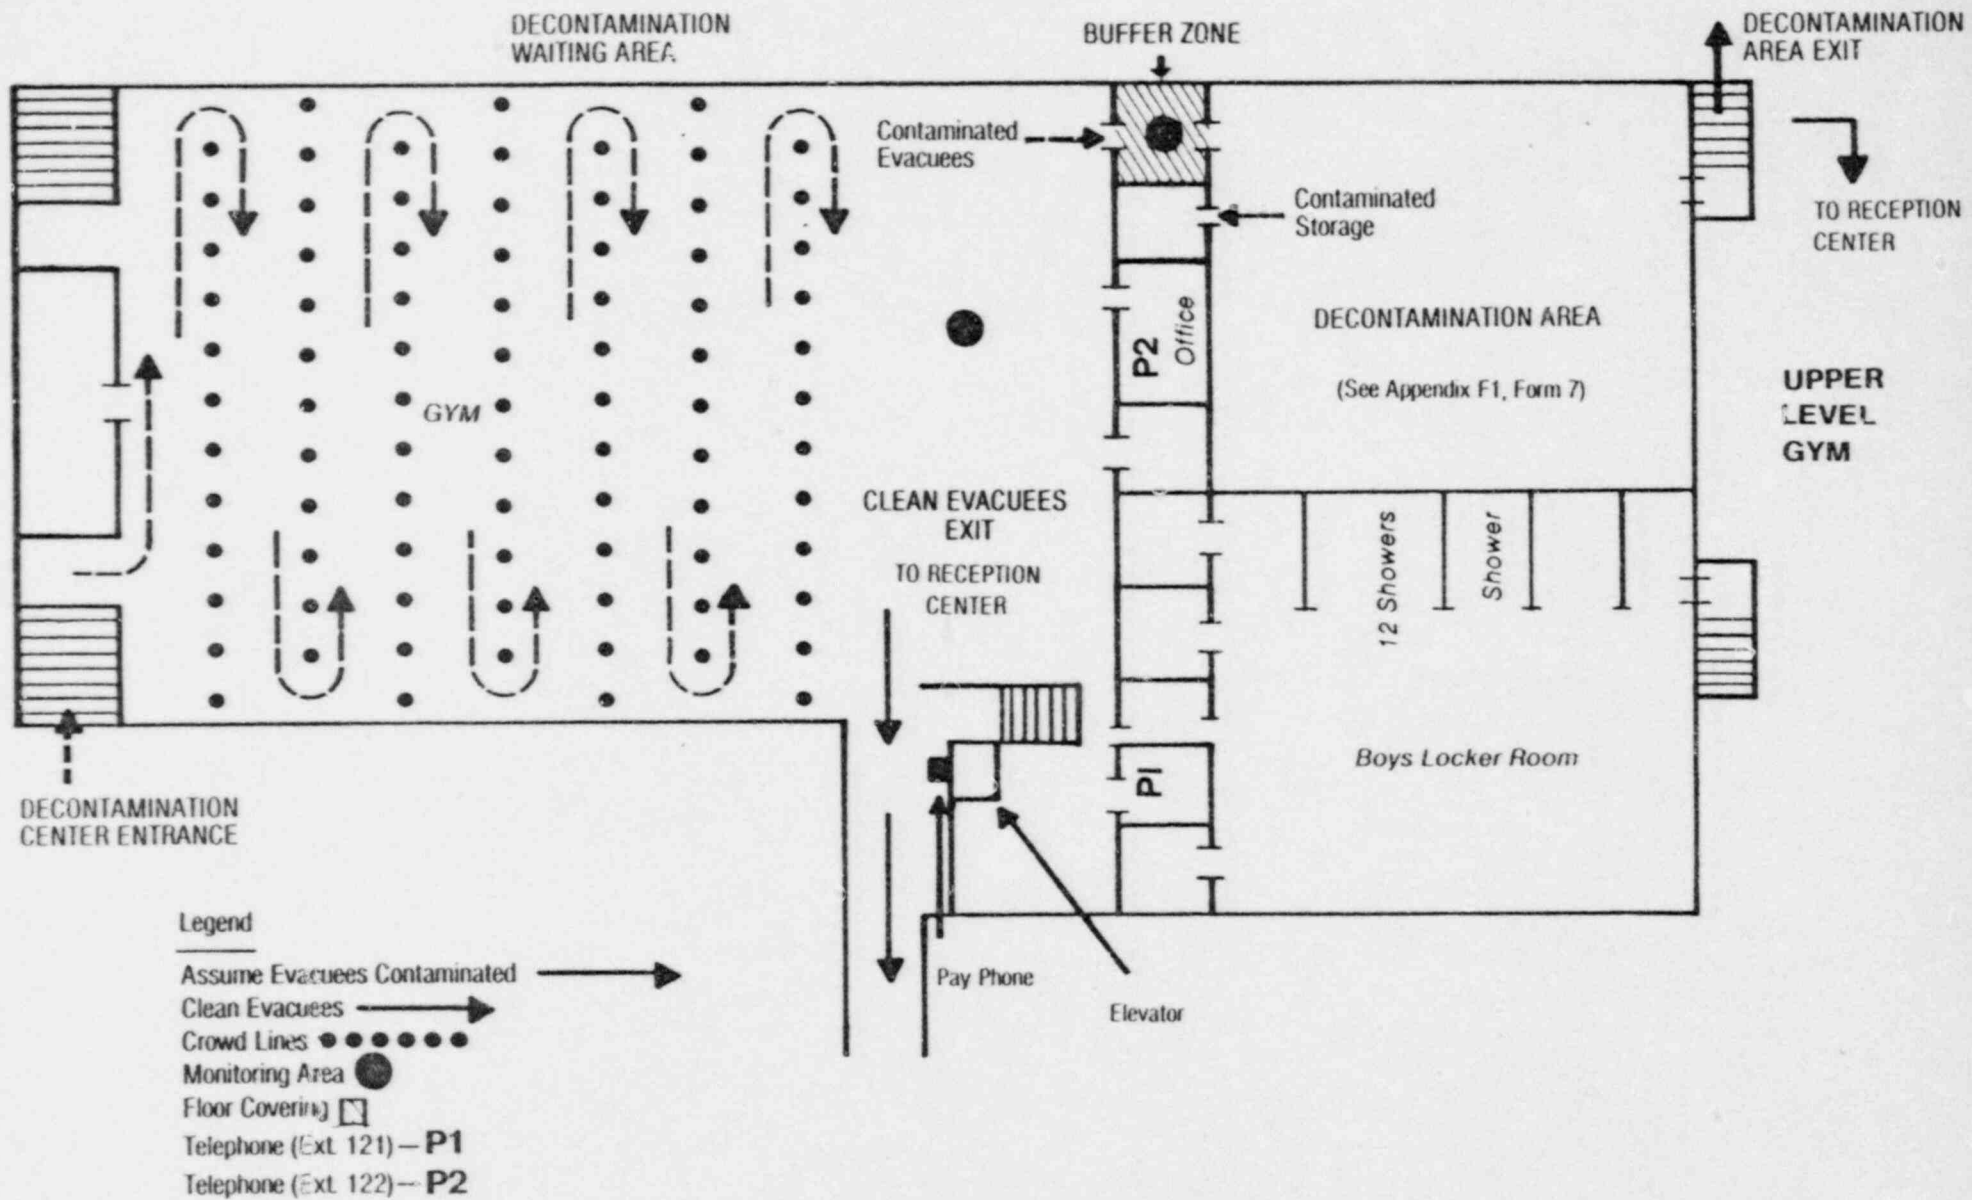 DECONTAMINATION
WAITING AREA
BUFFER ZONE
DECONTAMINATION
AREA EXIT
Contaminated
Evacuees
Contaminated
Storage
TO RECEPTION
CENTER
P2
Office
DECONTAMINATION AREA
(See Appendix F1, Form 7)
UPPER
LEVEL
GYM
GYM
CLEAN EVACUEES
EXIT
TO RECEPTION
CENTER
12 Showers
Shower
Boys Locker Room
P1
DECONTAMINATION
CENTER ENTRANCE
Pay Phone
Elevator
Legend
Assume Evacuees Contaminated
Clean Evacuees
Crowd Lines
Monitoring Area
Floor Covering
Telephone (Ext. 121) — P1
Telephone (Ext. 122) — P2